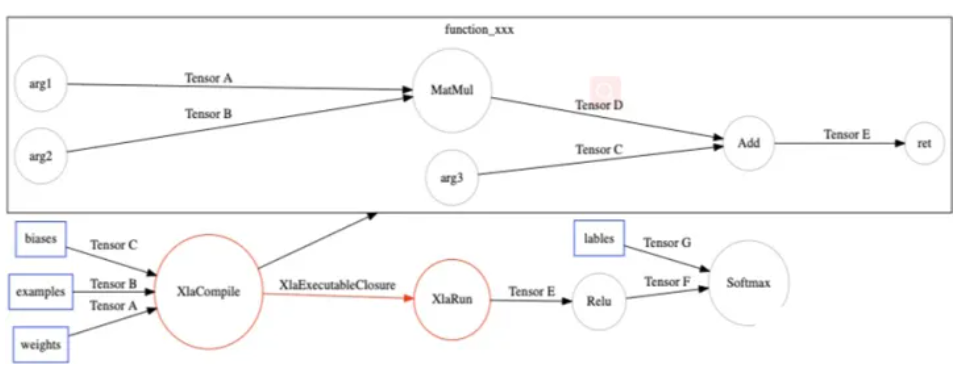 function_xxx
arg1
Tensor A
MatMul
Tensor B
Tensor D
arg2
Tensor C
Add
Tensor E
ret
arg3
biases
Tensor C
examples
Tensor B
Tensor A
weights
XlaCompile
XlaExecutableClosure
XlaRun
Tensor E
Relu
lables
Tensor G
Tensor F
Softmax